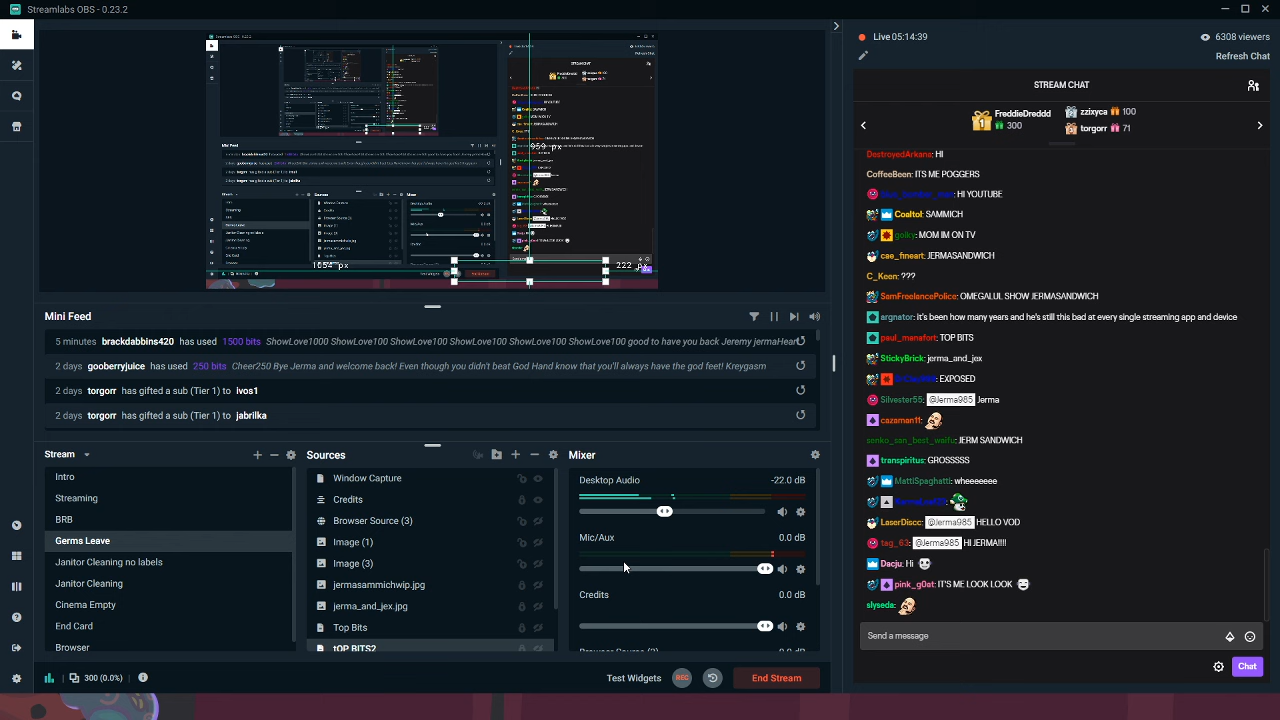 Streamlabs OBS - 0.23.2
Live 05:14:39
6305 viewers
Refresh Chat
STREAM CHAT
FreddieDreddd
300
zzixyca 100
torgorr 71
959 px
1054 px
222 px
Mini Feed
5 minutes brackdabbins420 has used 1500 bits ShowLove1000 ShowLove100 ShowLove100 ShowLove100 ShowLove100 ShowLove100 good to have you back Jeremy jermaHeart
2 days gooberryjuice has used 250 bits Cheer250 Bye Jerma and welcome back! Even though you didn't beat God Hand know that you'll always have the god feet! Kreygasm
2 days torgorr has gifted a sub (Tier 1) to ivos1
2 days torgorr has gifted a sub (Tier 1) to jabrilka
Stream
Intro
Streaming
BRB
Germs Leave
Janitor Cleaning no labels
Janitor Cleaning
Cinema Empty
End Card
Browser
Sources
Window Capture
Credits
Browser Source (3)
Image (1)
Image (3)
jermasammichwip.jpg
jerma_and_jex.jpg
Top Bits
tOP BITS2
Mixer
Desktop Audio -22.0 dB
Mic/Aux 0.0 dB
Credits 0.0 dB
300 (0.0%)
Test Widgets
REC
End Stream
DestroyedArkana: HI
CoffeeBeen: ITS ME POGGERS
HI YOUTUBE
Coaltol: SAMMICH
goiky: MOM IM ON TV
cae_fineart: JERMASANDWICH
C_Keen: ???
SamFreelancePolice: OMEGALUL SHOW JERMASANDWICH
argnator: it's been how many years and he's still this bad at every single streaming app and device
paul_manafort: TOP BITS
StickyBrick: jerma_and_jex
EXPOSED
Silvester55: @Jerma985 Jerma
cazaman11:
senko_san_best_waifu: JERM SANDWICH
transpiritus: GROSSSSS
MattiSpaghatti: wheeeeeee
LaserDiscc: @Jerma985 HELLO VOD
tag_63: @Jerma985 HI JERMA!!!!
Dacju: Hi
pink_g0at: IT'S ME LOOK LOOK
slyseda:
Send a message
Chat